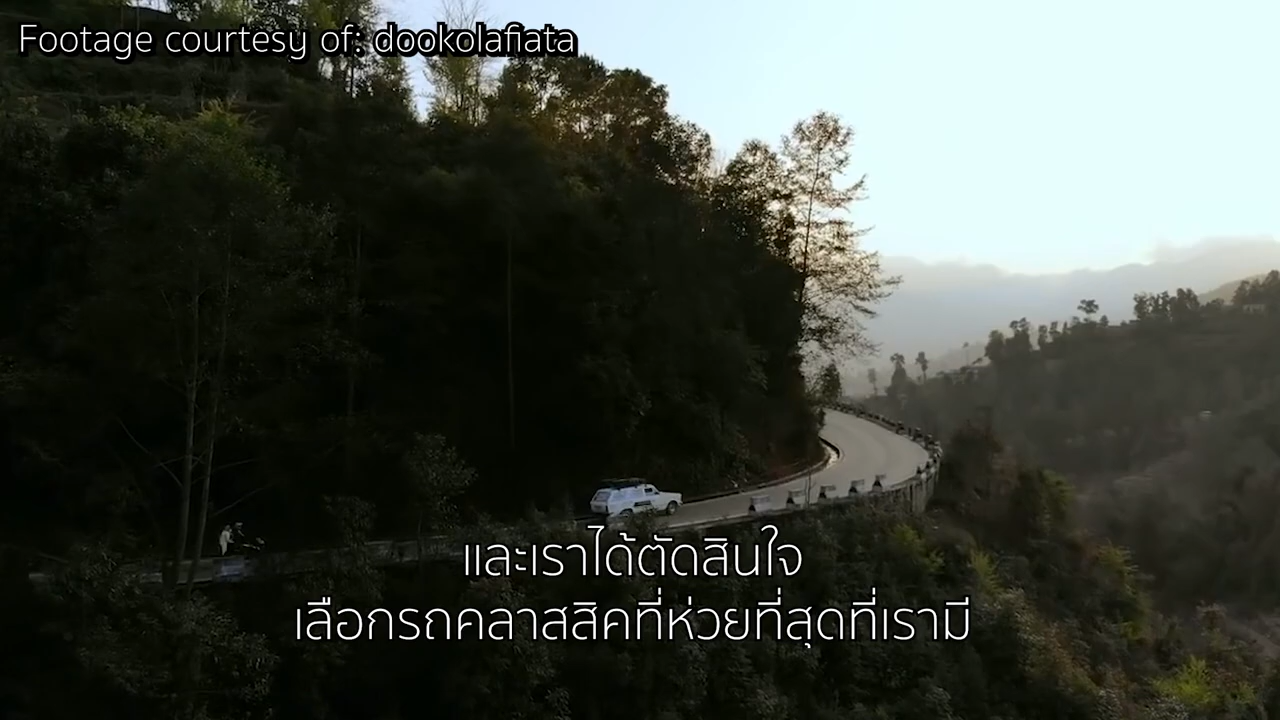 Footage courtesy of: dookolafiata
และเราได้ตัดสินใจ
เลือกรถคลาสสิคที่ห่วยที่สุดที่เรามี